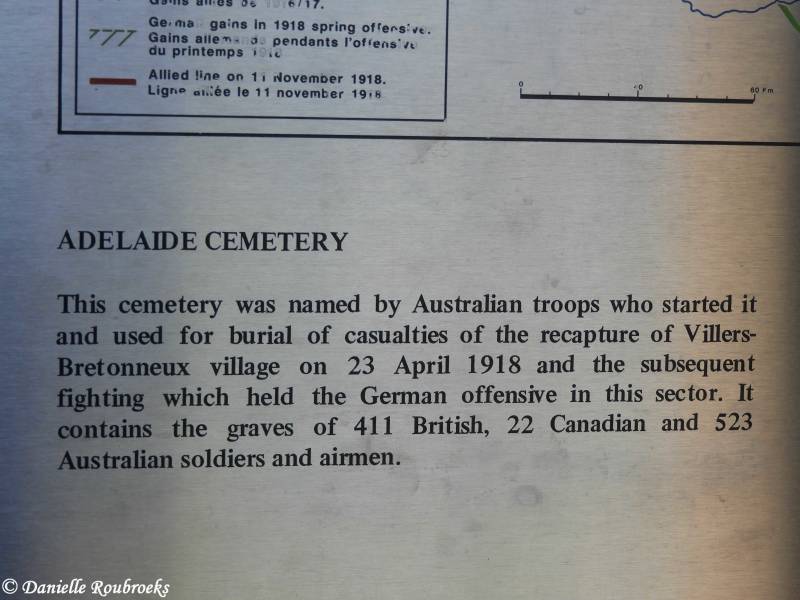 Gains
German gains in 1918 spring offensive.
Gains pendants l'offensive
du printemps
Allied line on 11 November 1918.
Ligne alliée le 11 november 1918
0
60 Km
ADELAIDE CEMETERY
This cemetery was named by Australian troops who started it
and used for burial of casualties of the recapture of Villers-
Bretonneux village on 23 April 1918 and the subsequent
fighting which held the German offensive in this sector. It
contains the graves of 411 British, 22 Canadian and 523
Australian soldiers and airmen.
© Danielle Roubroeks